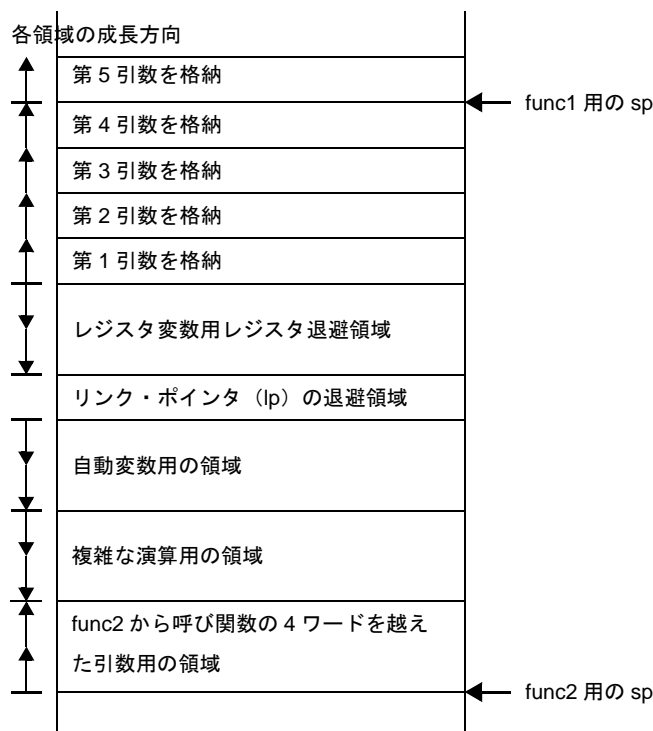 各領域の成長方向
第 5 引数を格納
func1 用の sp
第 4 引数を格納
第 3 引数を格納
第 2 引数を格納
第 1 引数を格納
レジスタ変数用レジスタ退避領域
リンク・ポインタ（lp）の退避領域
自動変数用の領域
複雑な演算用の領域
func2 から呼び関数の 4 ワードを越え
た引数用の領域
func2 用の sp